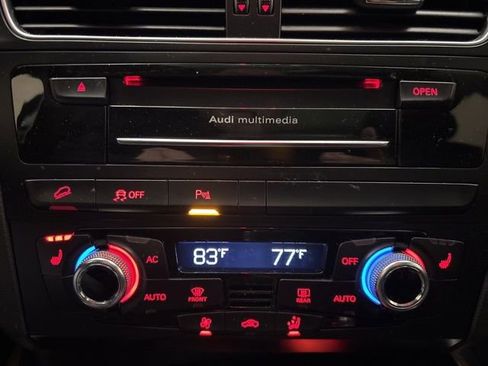 OPEN
Audi multimedia
OFF
P
83°F 77°F
AC OFF
AUTO FRONT REAR AUTO